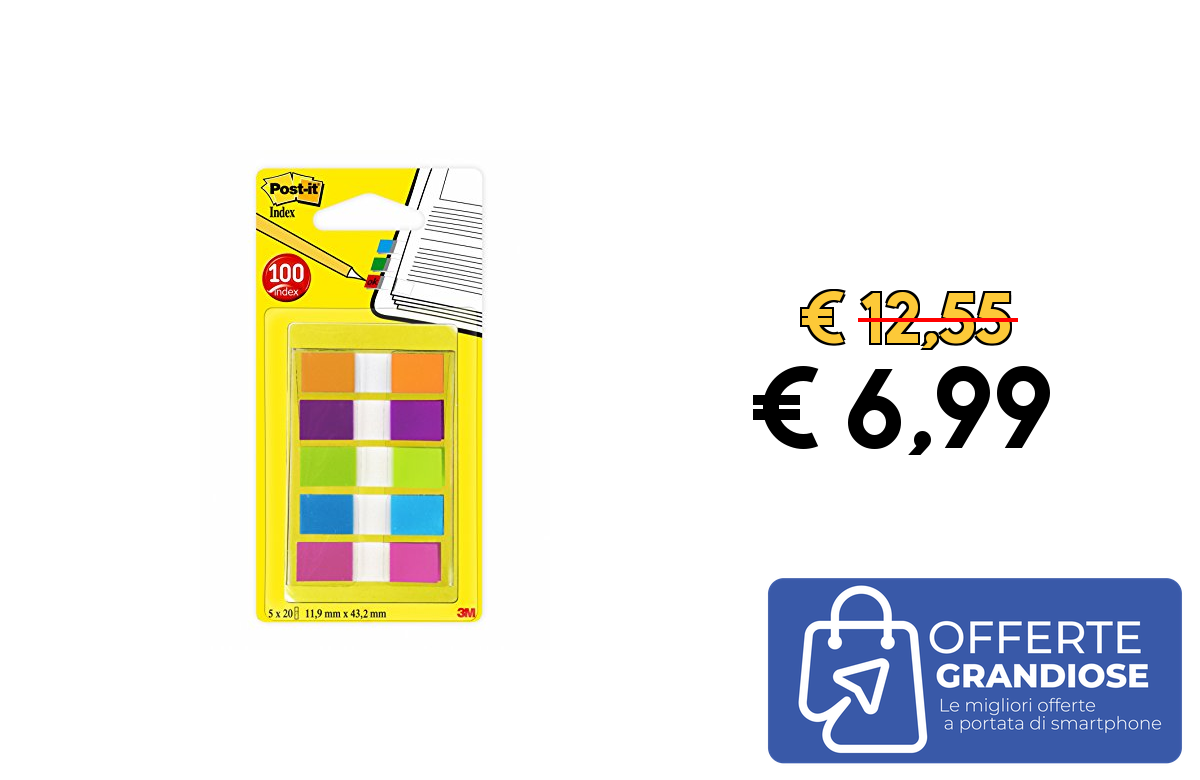 Post-it
Index
100
index
5 x 20
11,9 mm x 43,2 mm
3M
€ 12,55
€ 6,99
OFFERTE
GRANDIOSE
Le migliori offerte
a portata di smartphone